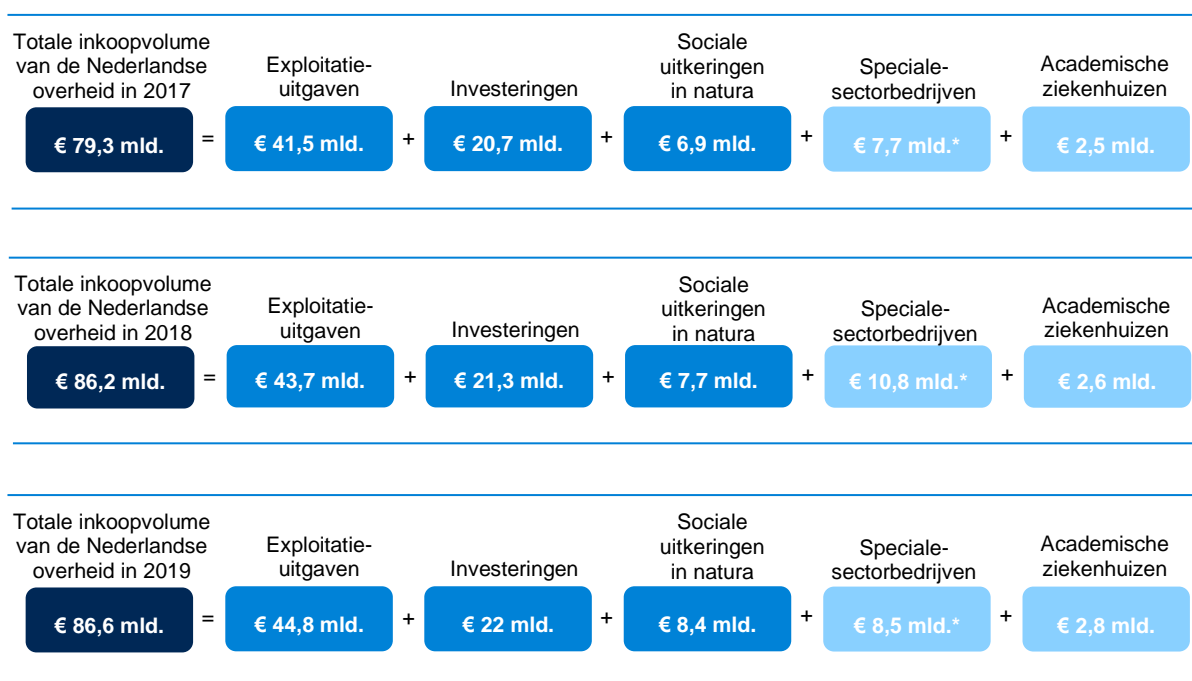 Totale inkoopvolume
van de Nederlandse
overheid in 2017
€ 79,3 mld.
=
Exploitatie-
uitgaven
€ 41,5 mld.
+
Investeringen
€ 20,7 mld.
+
Sociale
uitkeringen
in natura
€ 6,9 mld.
+
Speciale-
sectorbedrijven
€ 7,7 mld.*
+
Academische
ziekenhuizen
€ 2,5 mld.
Totale inkoopvolume
van de Nederlandse
overheid in 2018
€ 86,2 mld.
=
Exploitatie-
uitgaven
€ 43,7 mld.
+
Investeringen
€ 21,3 mld.
+
Sociale
uitkeringen
in natura
€ 7,7 mld.
+
Speciale-
sectorbedrijven
€ 10,8 mld.*
+
Academische
ziekenhuizen
€ 2,6 mld.
Totale inkoopvolume
van de Nederlandse
overheid in 2019
€ 86,6 mld.
=
Exploitatie-
uitgaven
€ 44,8 mld.
+
Investeringen
€ 22 mld.
+
Sociale
uitkeringen
in natura
€ 8,4 mld.
+
Speciale-
sectorbedrijven
€ 8,5 mld.*
+
Academische
ziekenhuizen
€ 2,8 mld.